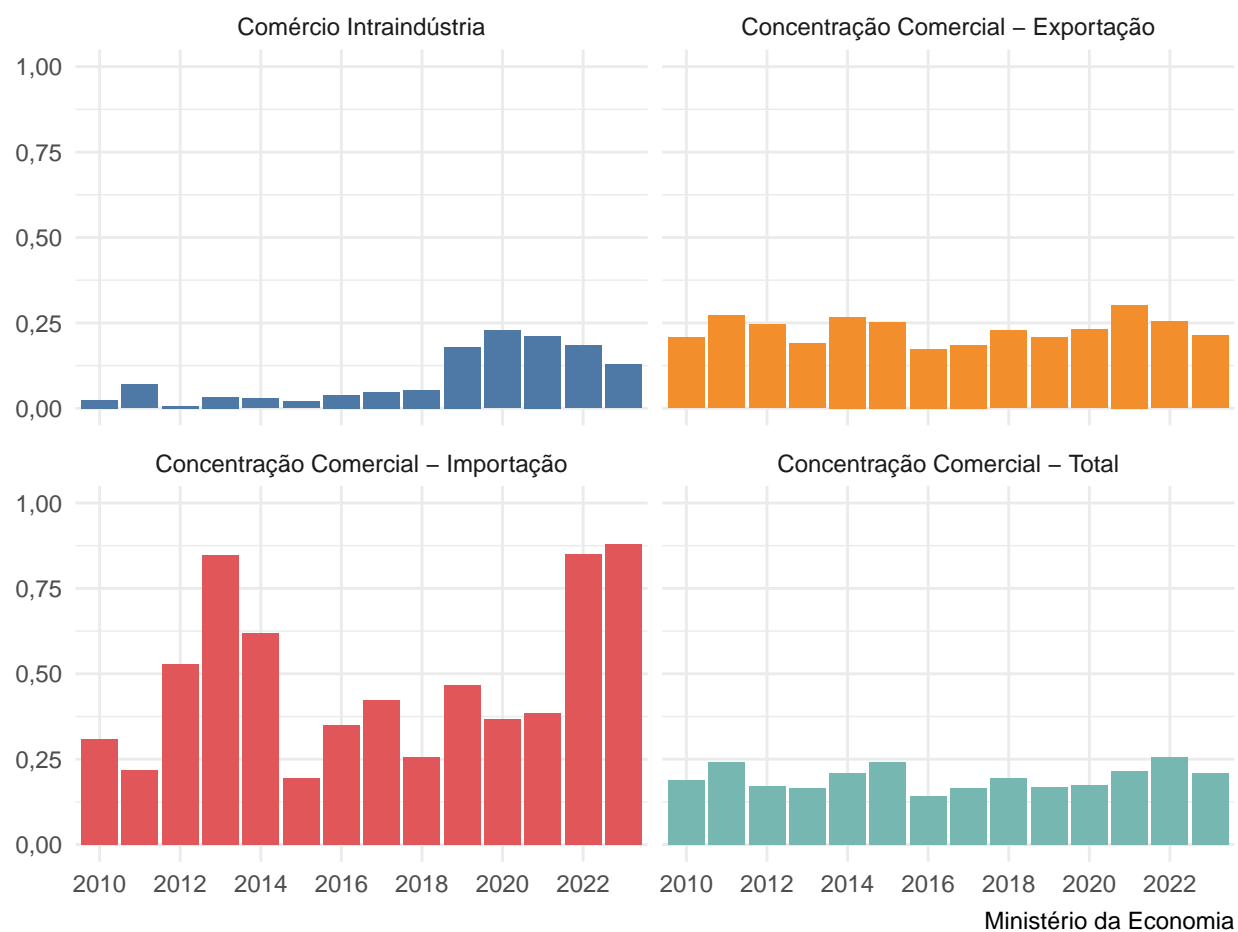 Comércio Intraindústria
Concentração Comercial – Exportação
1,00
0,75
0,50
0,25
0,00
Concentração Comercial – Importação
Concentração Comercial – Total
1,00
0,75
0,50
0,25
0,00
2010 2012 2014 2016 2018 2020 2022
2010 2012 2014 2016 2018 2020 2022
Ministério da Economia